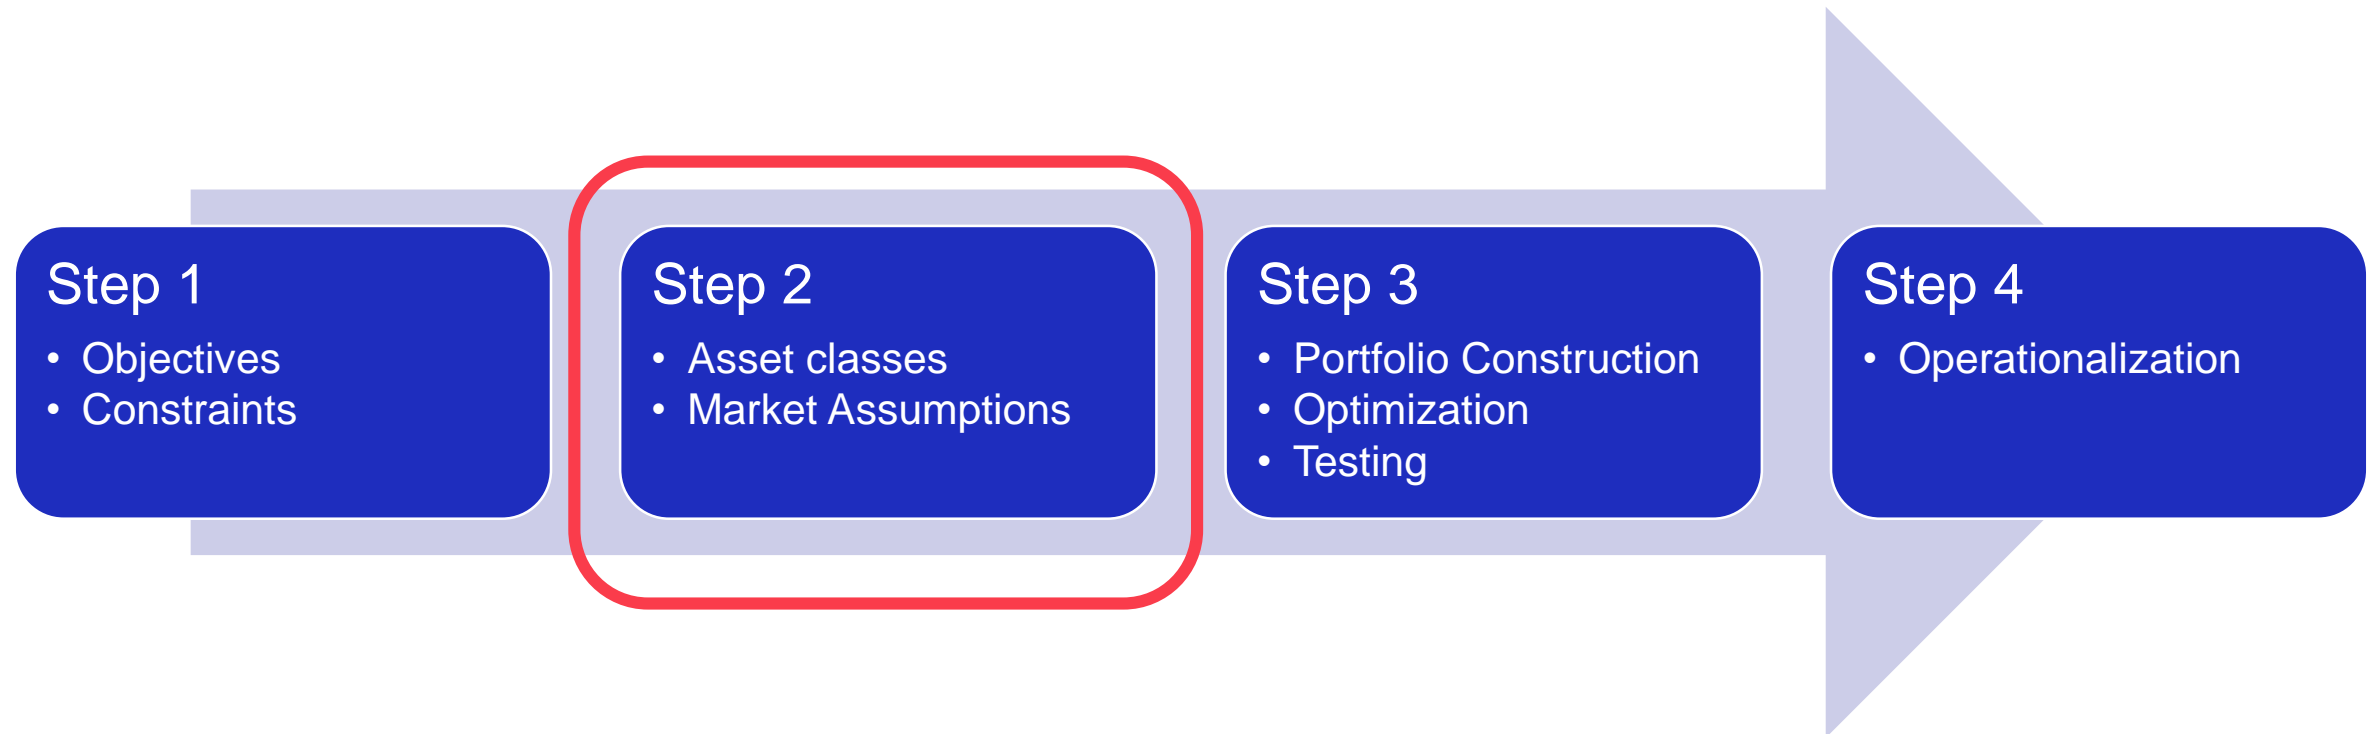 Step 1
• Objectives
• Constraints
Step 2
• Asset classes
• Market Assumptions
Step 3
• Portfolio Construction
• Optimization
• Testing
Step 4
• Operationalization